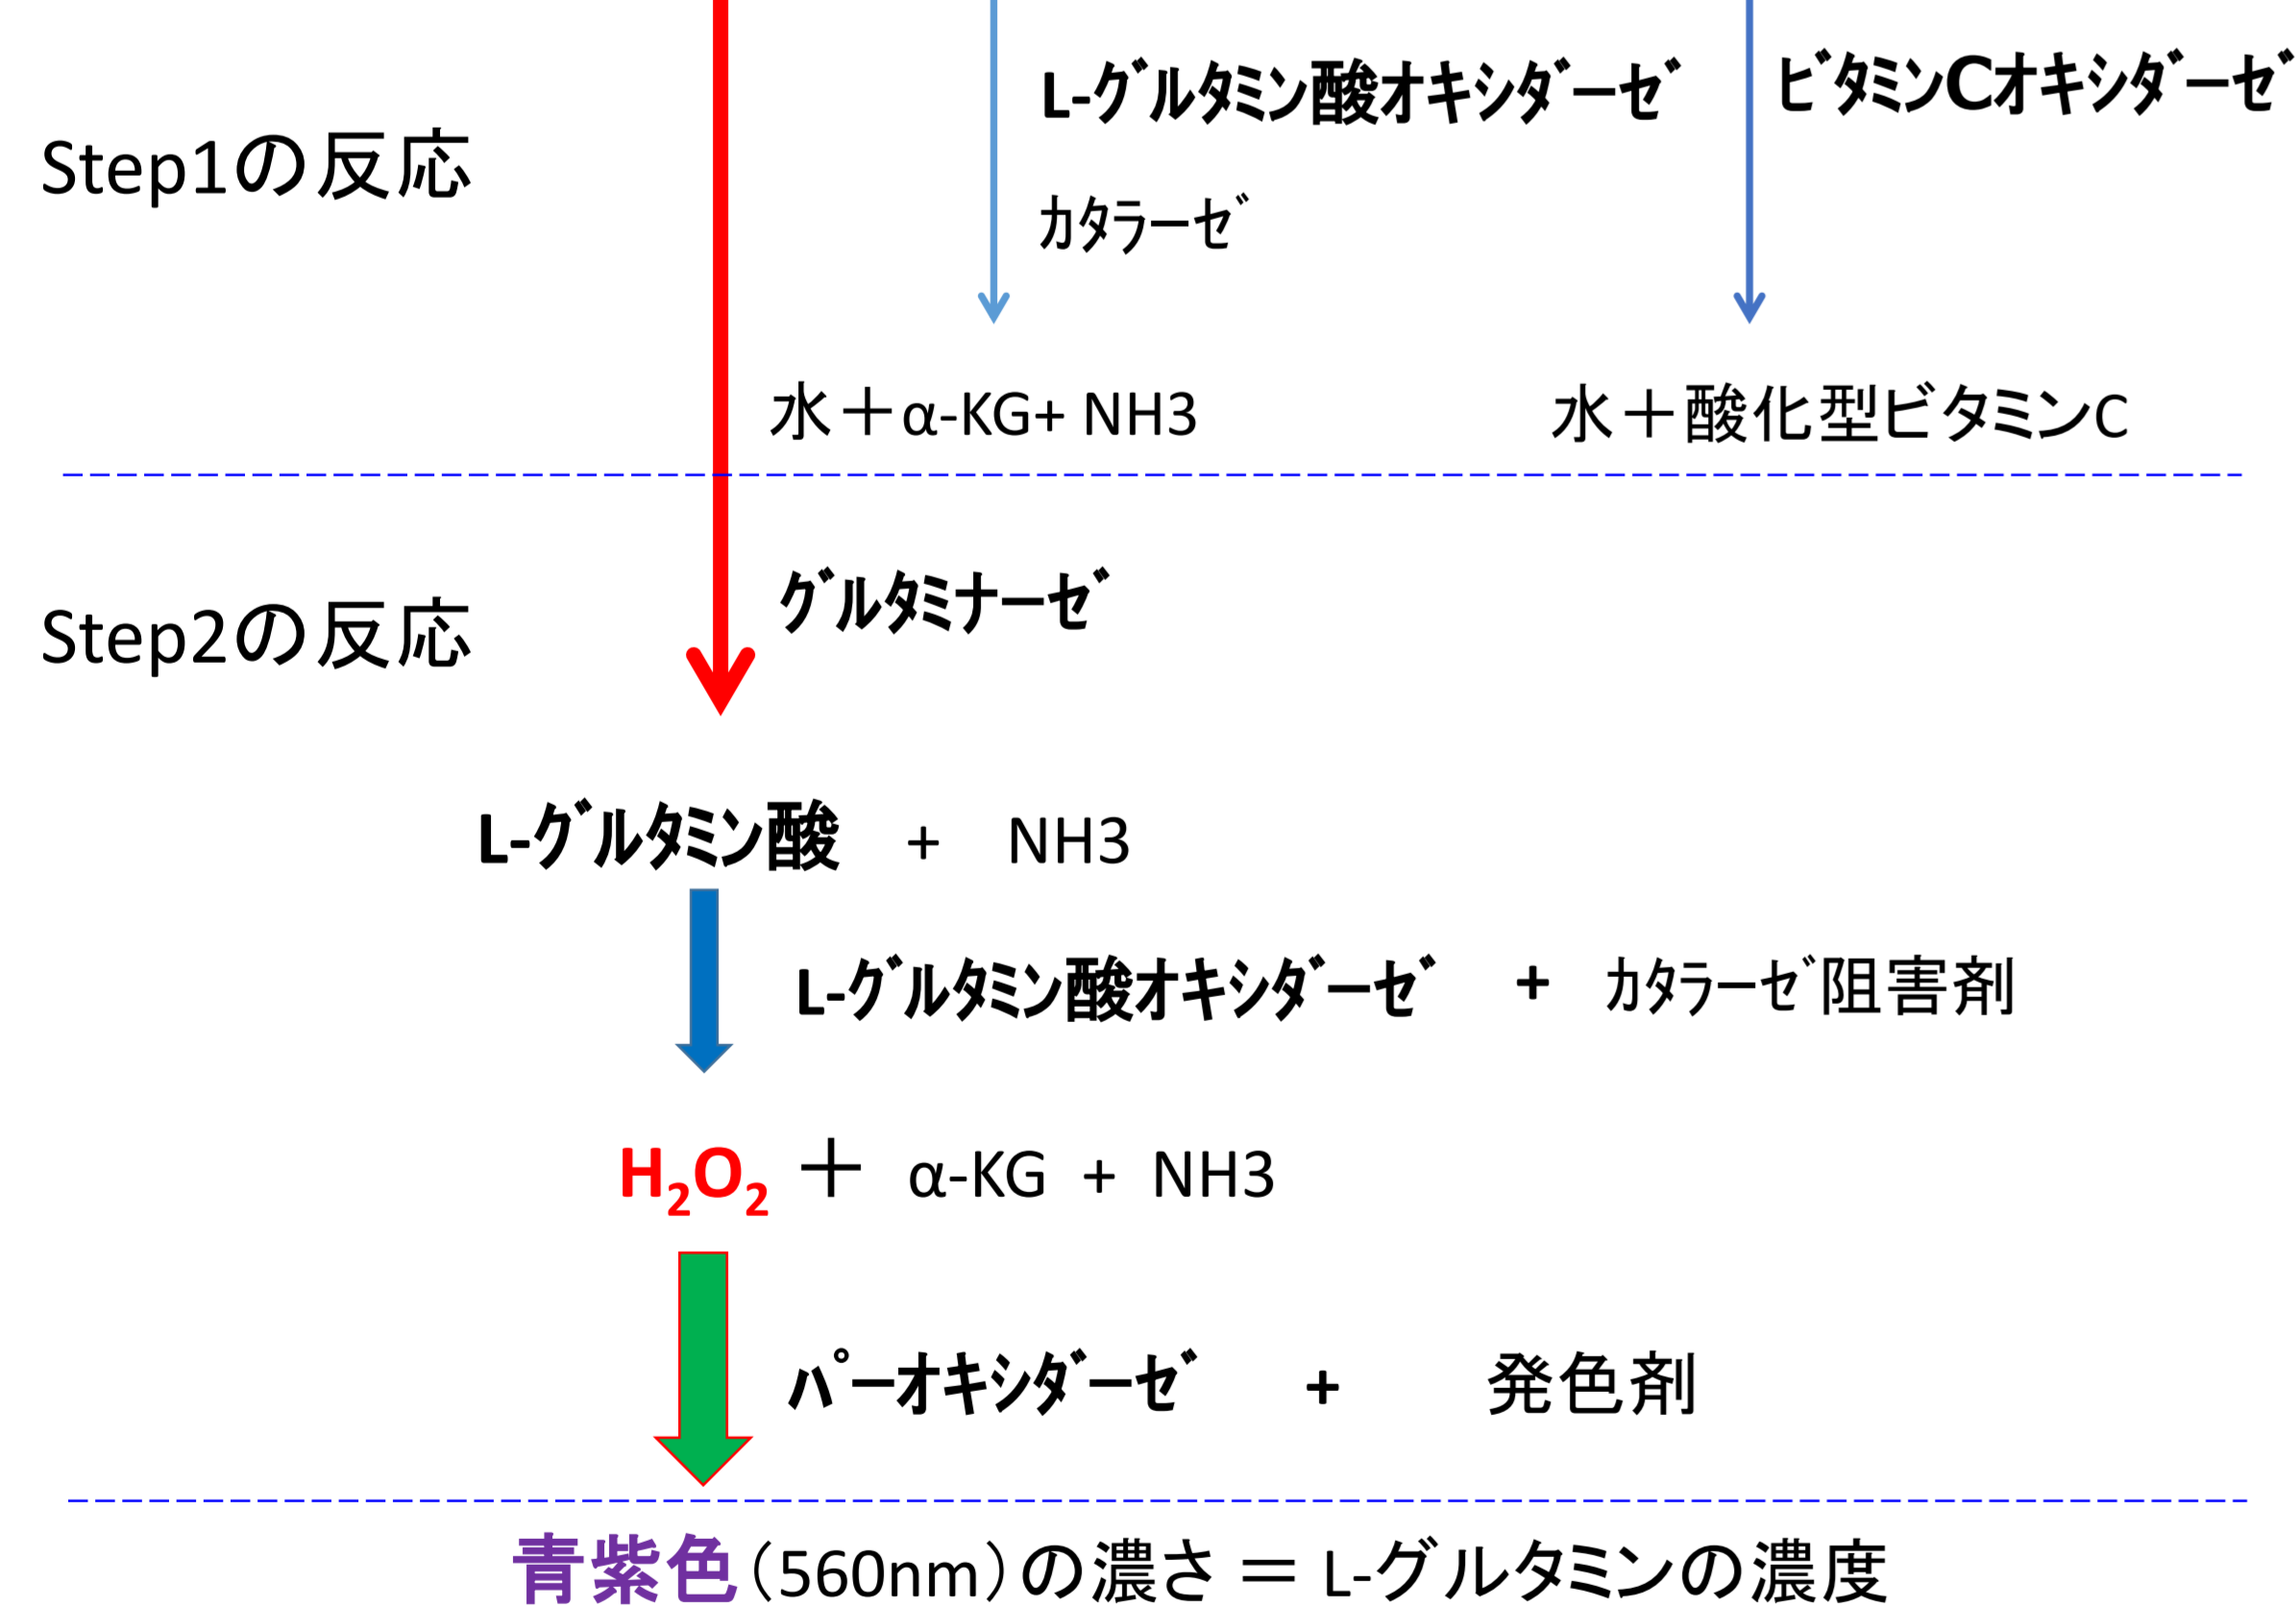 L-グルタミン酸オキシダーゼ
ビタミンCオキシダーゼ
Step1の反応
カタラーゼ
水＋α-KG+ NH3
水＋酸化型ビタミンC
グルタミナーゼ
Step2の反応
L-グルタミン酸 + NH3
L-グルタミン酸オキシダーゼ + カタラーゼ阻害剤
H₂O₂ ＋ α-KG + NH3
パーオキシダーゼ + 発色剤
青紫色（560nm）の濃さ ＝ L-グルタミンの濃度